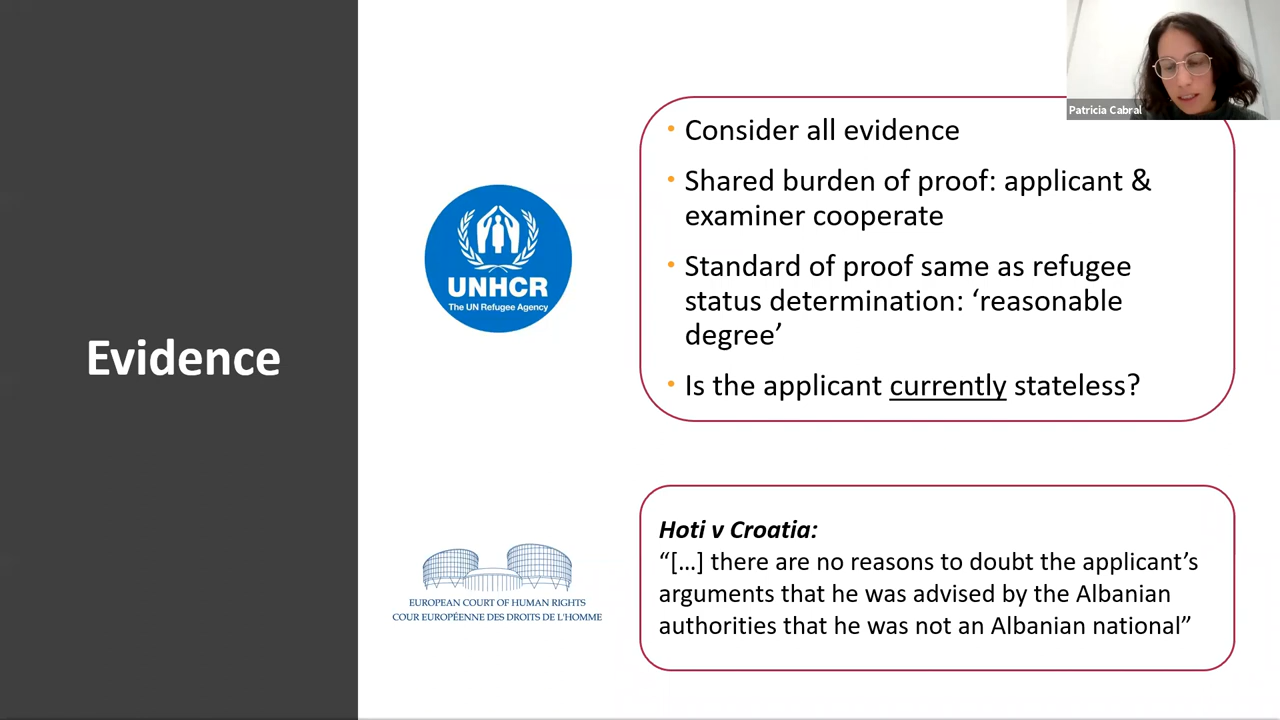 Patricia Cabral
Evidence
UNHCR
The UN Refugee Agency
• Consider all evidence
• Shared burden of proof: applicant &
examiner cooperate
• Standard of proof same as refugee
status determination: ‘reasonable
degree’
• Is the applicant currently stateless?
EUROPEAN COURT OF HUMAN RIGHTS
COUR EUROPÉENNE DES DROITS DE L'HOMME
Hoti v Croatia:
“[…] there are no reasons to doubt the applicant’s
arguments that he was advised by the Albanian
authorities that he was not an Albanian national”